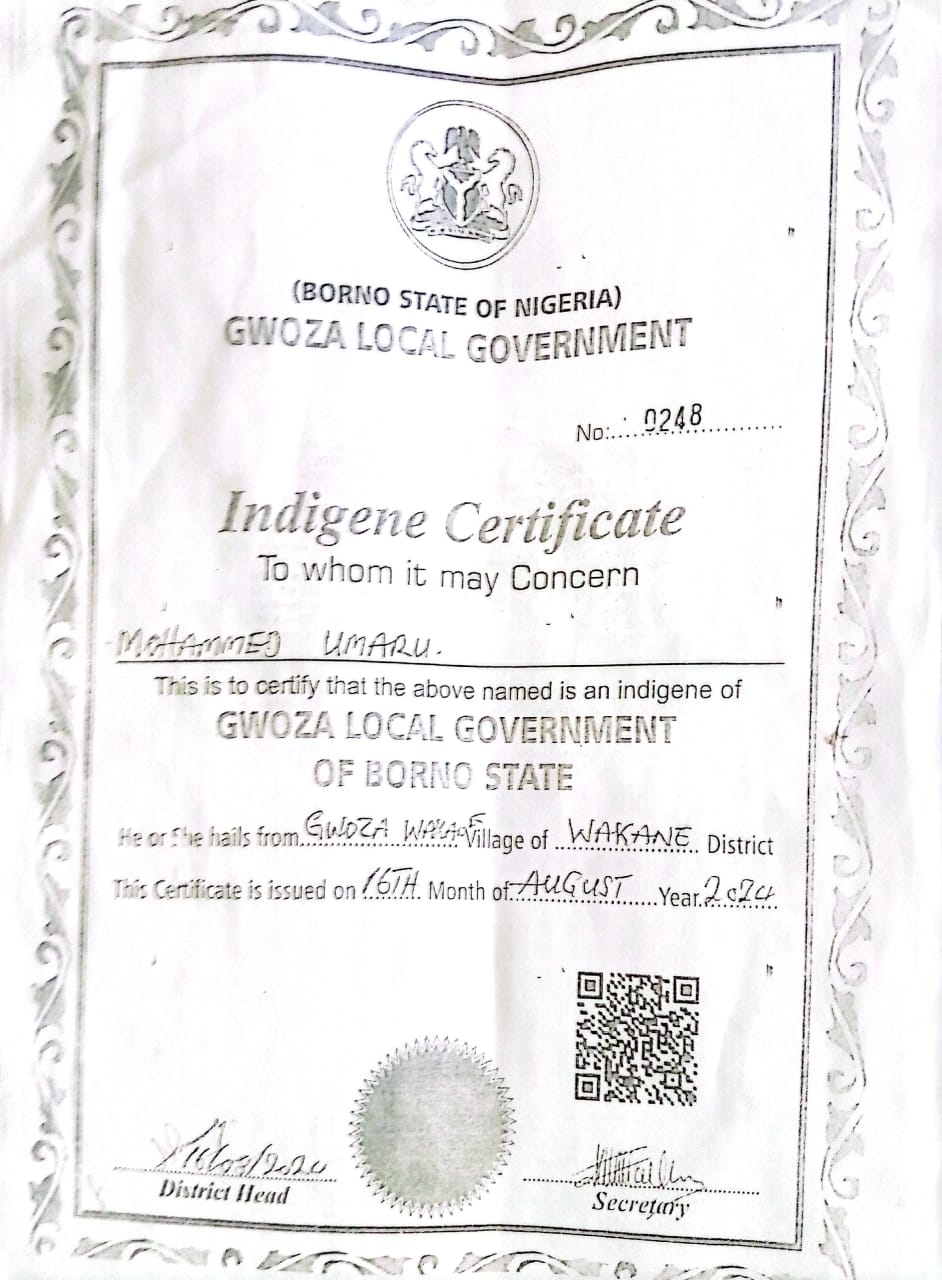 (BORNO STATE OF NIGERIA)
GWOZA LOCAL GOVERNMENT
No:....0248............
Indigene Certificate
To whom it may Concern
MOHAMMED UMARU.
This is to certify that the above named is an indigene of
GWOZA LOCAL GOVERNMENT
OF BORNO STATE
He or She hails from GWOZA Village of WAKANE District
This Certificate is issued on 16TH Month of AUGUST Year 2024
District Head
Secretary